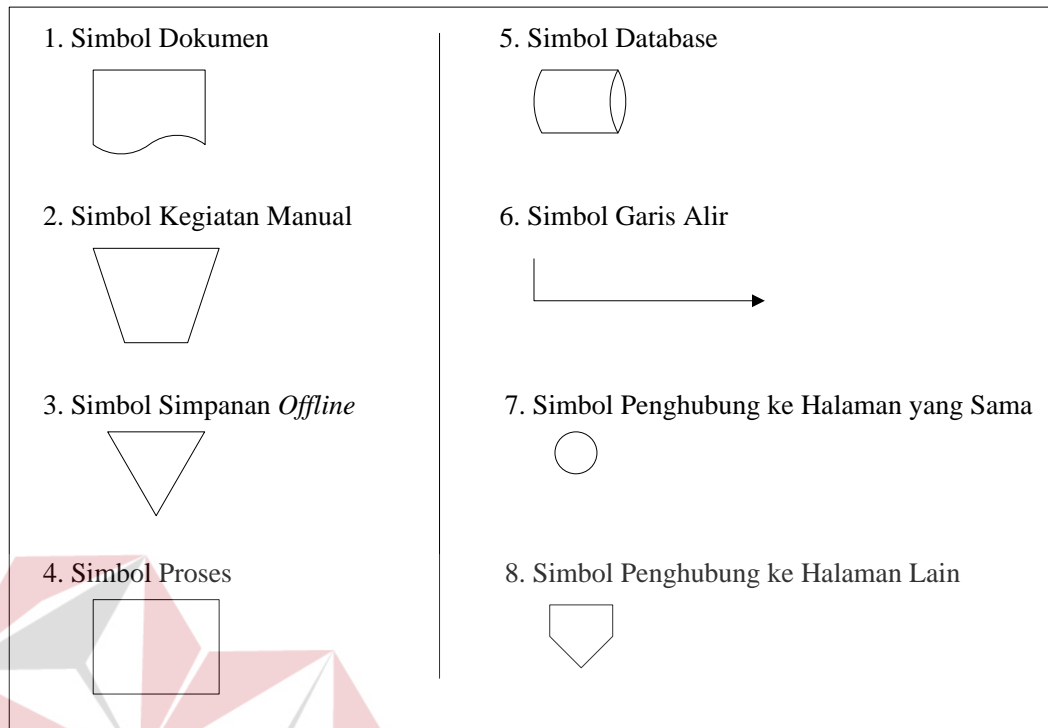 1. Simbol Dokumen
2. Simbol Kegiatan Manual
3. Simbol Simpanan Offline
4. Simbol Proses
5. Simbol Database
6. Simbol Garis Alir
7. Simbol Penghubung ke Halaman yang Sama
8. Simbol Penghubung ke Halaman Lain